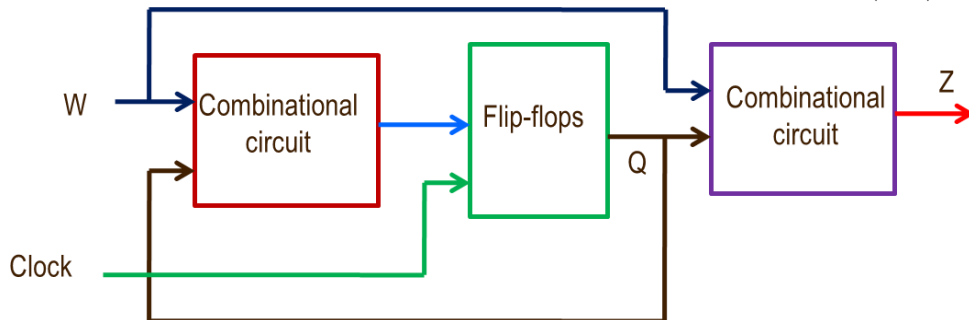 W
Combinational
circuit
Flip-flops
Q
Combinational
circuit
Z
Clock